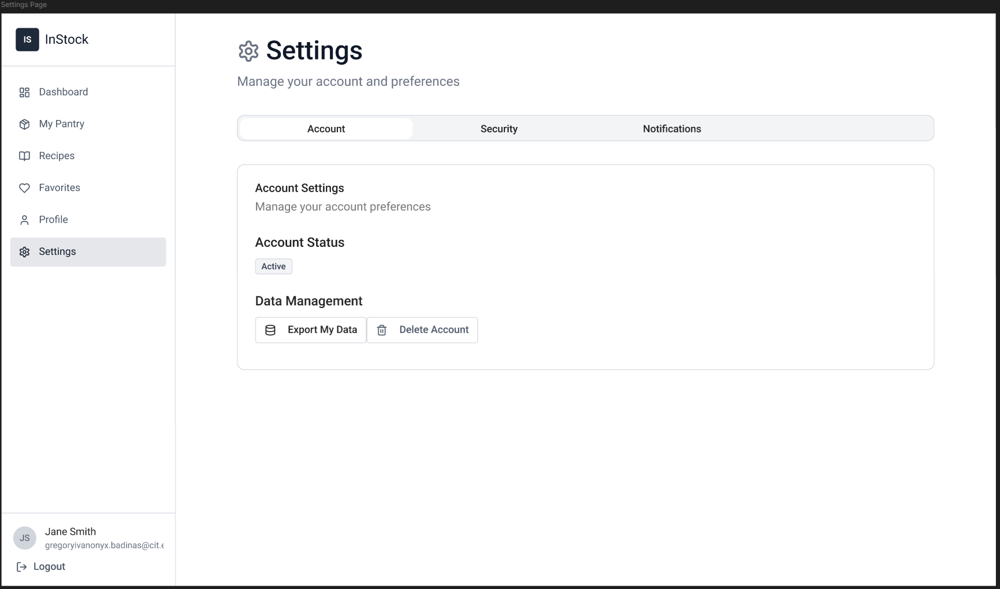 Settings Page
IS InStock
Dashboard
My Pantry
Recipes
Favorites
Profile
Settings
JS
Jane Smith
gregoryivanonyx.badinas@cit.e
Logout
Settings
Manage your account and preferences
Account Security Notifications
Account Settings
Manage your account preferences
Account Status
Active
Data Management
Export My Data Delete Account